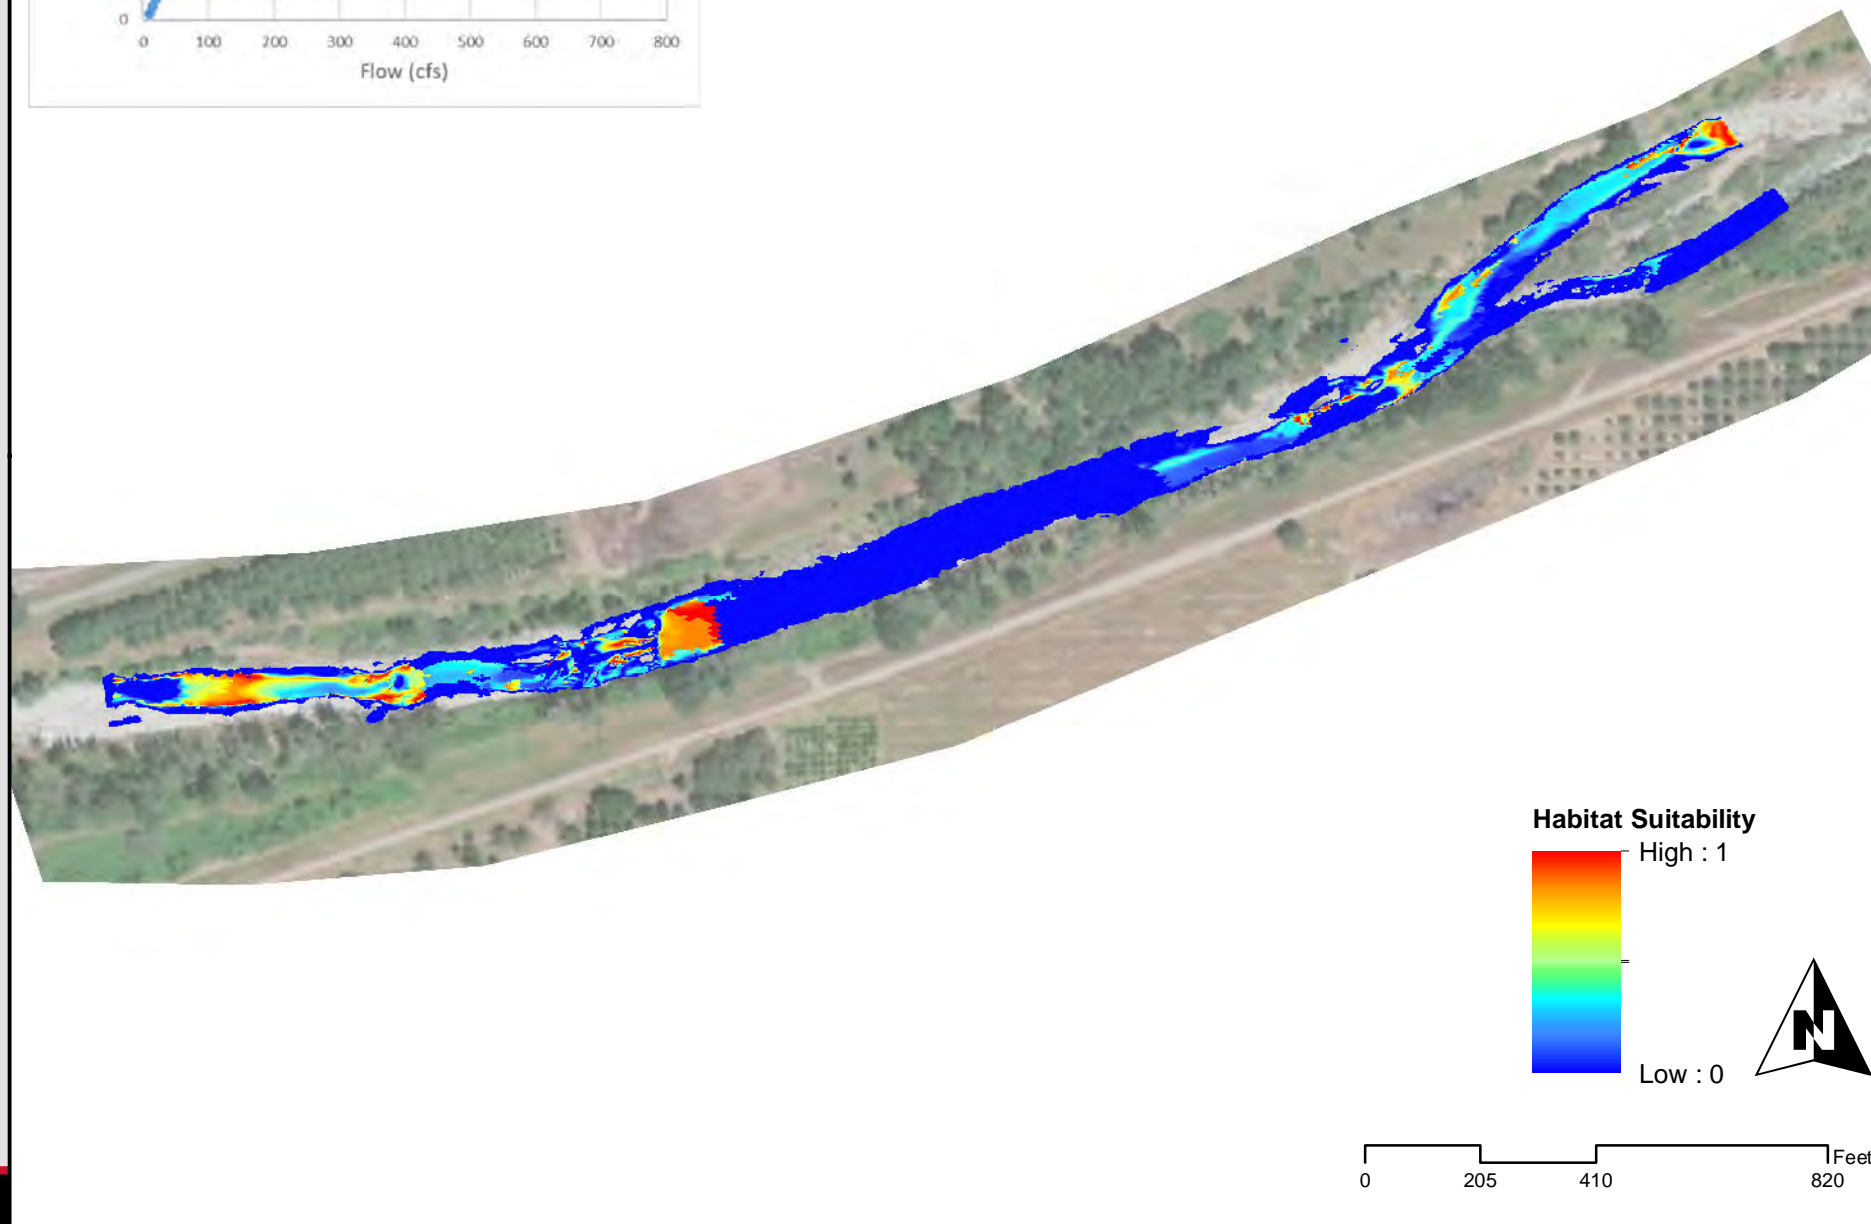 0
0 100 200 300 400 500 600 700 800
Flow (cfs)
Habitat Suitability
High : 1
Low : 0
N
Feet
0 205 410 820